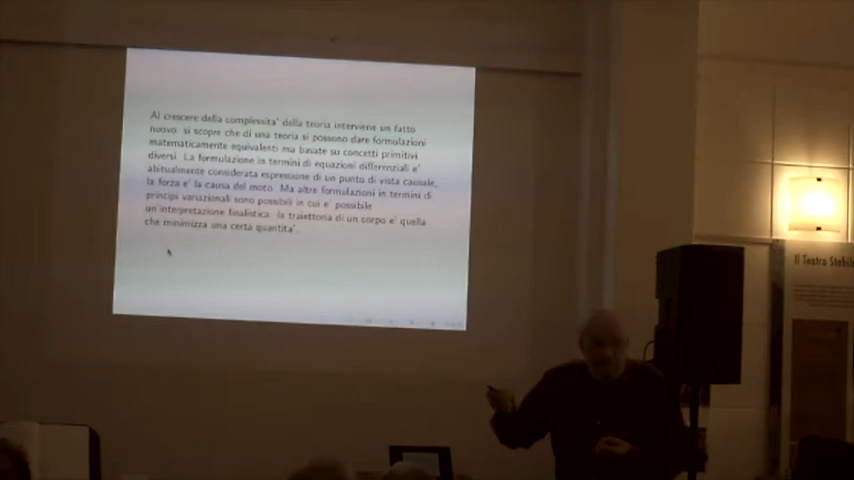 Al crescere della complessita' della teoria interviene un fatto
nuovo: si scopre che di una teoria si possono dare formulazioni
matematicamente equivalenti ma basate su concetti primitivi
diversi. La formulazione in termini di equazioni differenziali e'
abitualmente considerata espressione di un punto di vista causale,
la forza e' la causa del moto. Ma altre formulazioni in termini di
principi variazionali sono possibili in cui e' possibile
un'interpretazione finalistica: la traiettoria di un corpo e' quella
che minimizza una certa quantita'.
Il Teatro Stabile